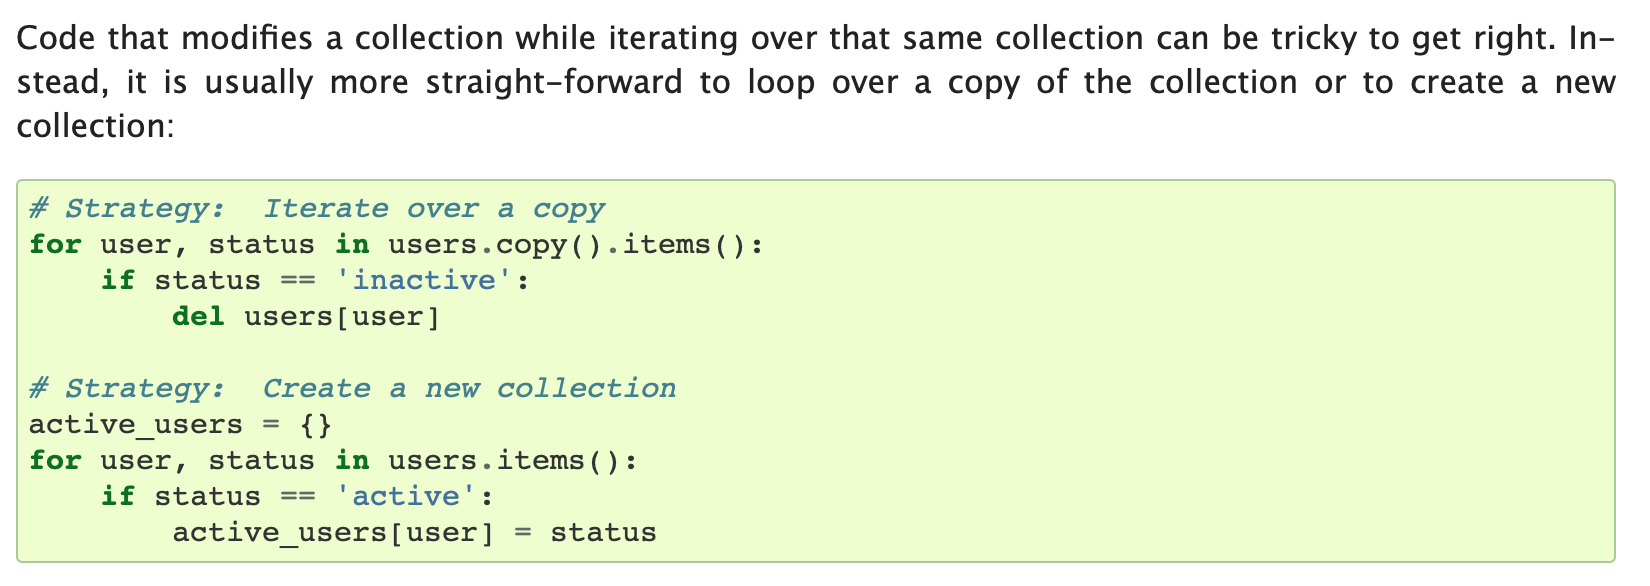 Code that modifies a collection while iterating over that same collection can be tricky to get right. In-
stead, it is usually more straight-forward to loop over a copy of the collection or to create a new
collection:
# Strategy:  Iterate over a copy
for user, status in users.copy().items():
    if status == 'inactive':
        del users[user]

# Strategy:  Create a new collection
active_users = {}
for user, status in users.items():
    if status == 'active':
        active_users[user] = status